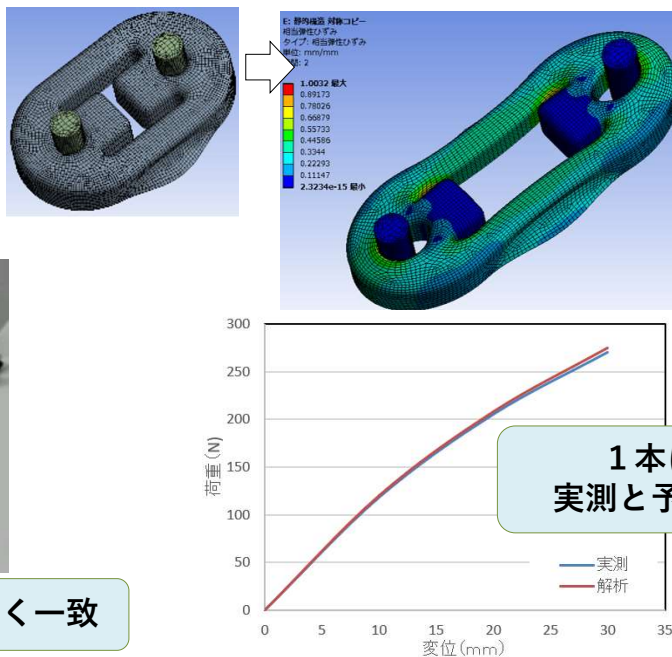 E: 静的構造 対称コピー
相当弾性ひずみ
タイプ: 相当弾性ひずみ
単位: mm/mm
: 2
1.0032 最大
0.89173
0.78026
0.66879
0.55733
0.44586
0.3344
0.22293
0.11147
2.3234e-15 最小
300
250
200
150
100
50
0
荷重(N)
0 5 10 15 20 25 30 35
変位(mm)
実測
解析
1本に
実測と予
く一致